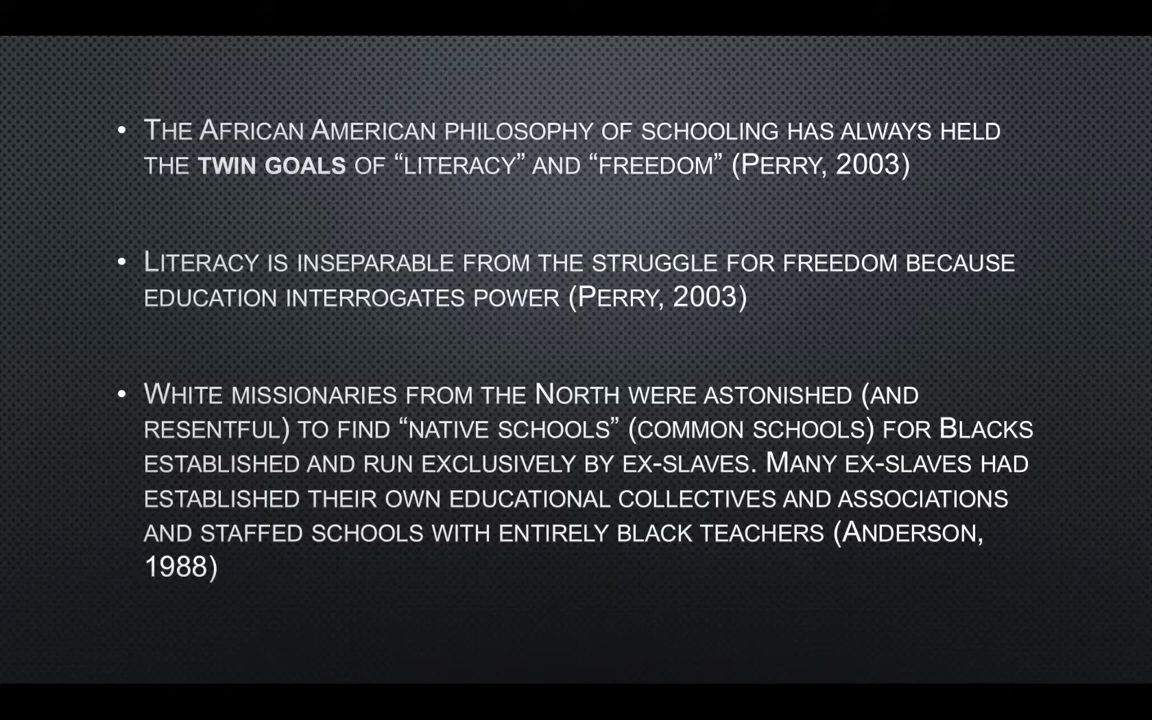 • The African American philosophy of schooling has always held
the twin goals of “literacy” and “freedom” (Perry, 2003)
• Literacy is inseparable from the struggle for freedom because
education interrogates power (Perry, 2003)
• White missionaries from the North were astonished (and
resentful) to find “native schools” (common schools) for Blacks
established and run exclusively by ex-slaves. Many ex-slaves had
established their own educational collectives and associations
and staffed schools with entirely black teachers (Anderson,
1988)